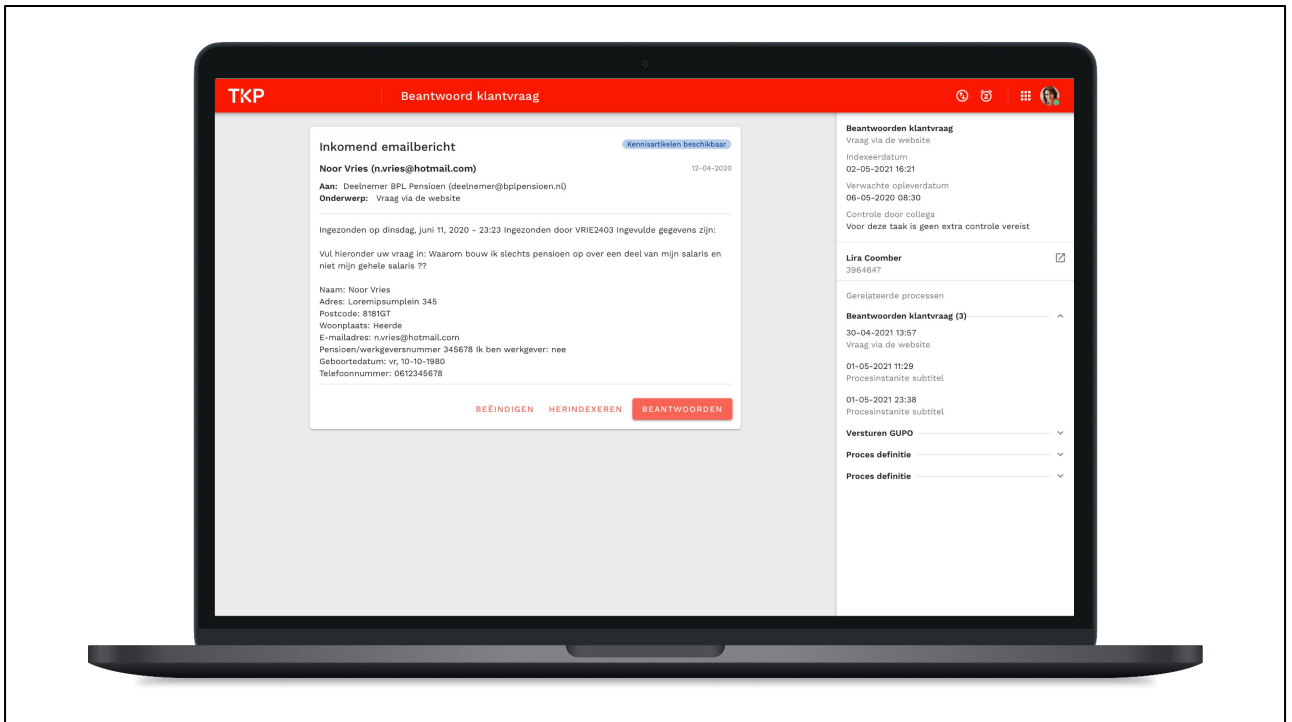 TKP
Beantwoord klantvraag
Inkomend emailbericht
Kennisartikelen beschikbaar
Noor Vries (n.vries@hotmail.com)
12-04-2020
Aan: Deelnemer BPL Pensioen (deelnemer@bplpensioen.nl)
Onderwerp: Vraag via de website
Ingezonden op dinsdag, juni 11, 2020 - 23:23 Ingezonden door VRIE2403 Ingevulde gegevens zijn:
Vul hieronder uw vraag in: Waarom bouw ik slechts pensioen op over een deel van mijn salaris en
niet mijn gehele salaris ??
Naam: Noor Vries
Adres: Loremipsumplein 345
Postcode: 8181GT
Woonplaats: Heerde
E-mailadres: n.vries@hotmail.com
Pensioen/werkgeversnummer 345678 Ik ben werkgever: nee
Geboortedatum: vr, 10-10-1980
Telefoonnummer: 0612345678
BEËINDIGEN
HERINDEXEREN
BEANTWOORDEN
Beantwoorden klantvraag
Vraag via de website
Indexeerdatum
02-05-2021 16:21
Verwachte opleverdatum
06-05-2020 08:30
Controle door collega
Voor deze taak is geen extra controle vereist
Lira Coomber
3964647
Gerelateerde processen
Beantwoorden klantvraag (3)
30-04-2021 13:57
Vraag via de website
01-05-2021 11:29
Procesinstanite subtitel
01-05-2021 23:38
Procesinstanite subtitel
Versturen GUPO
Proces definitie
Proces definitie